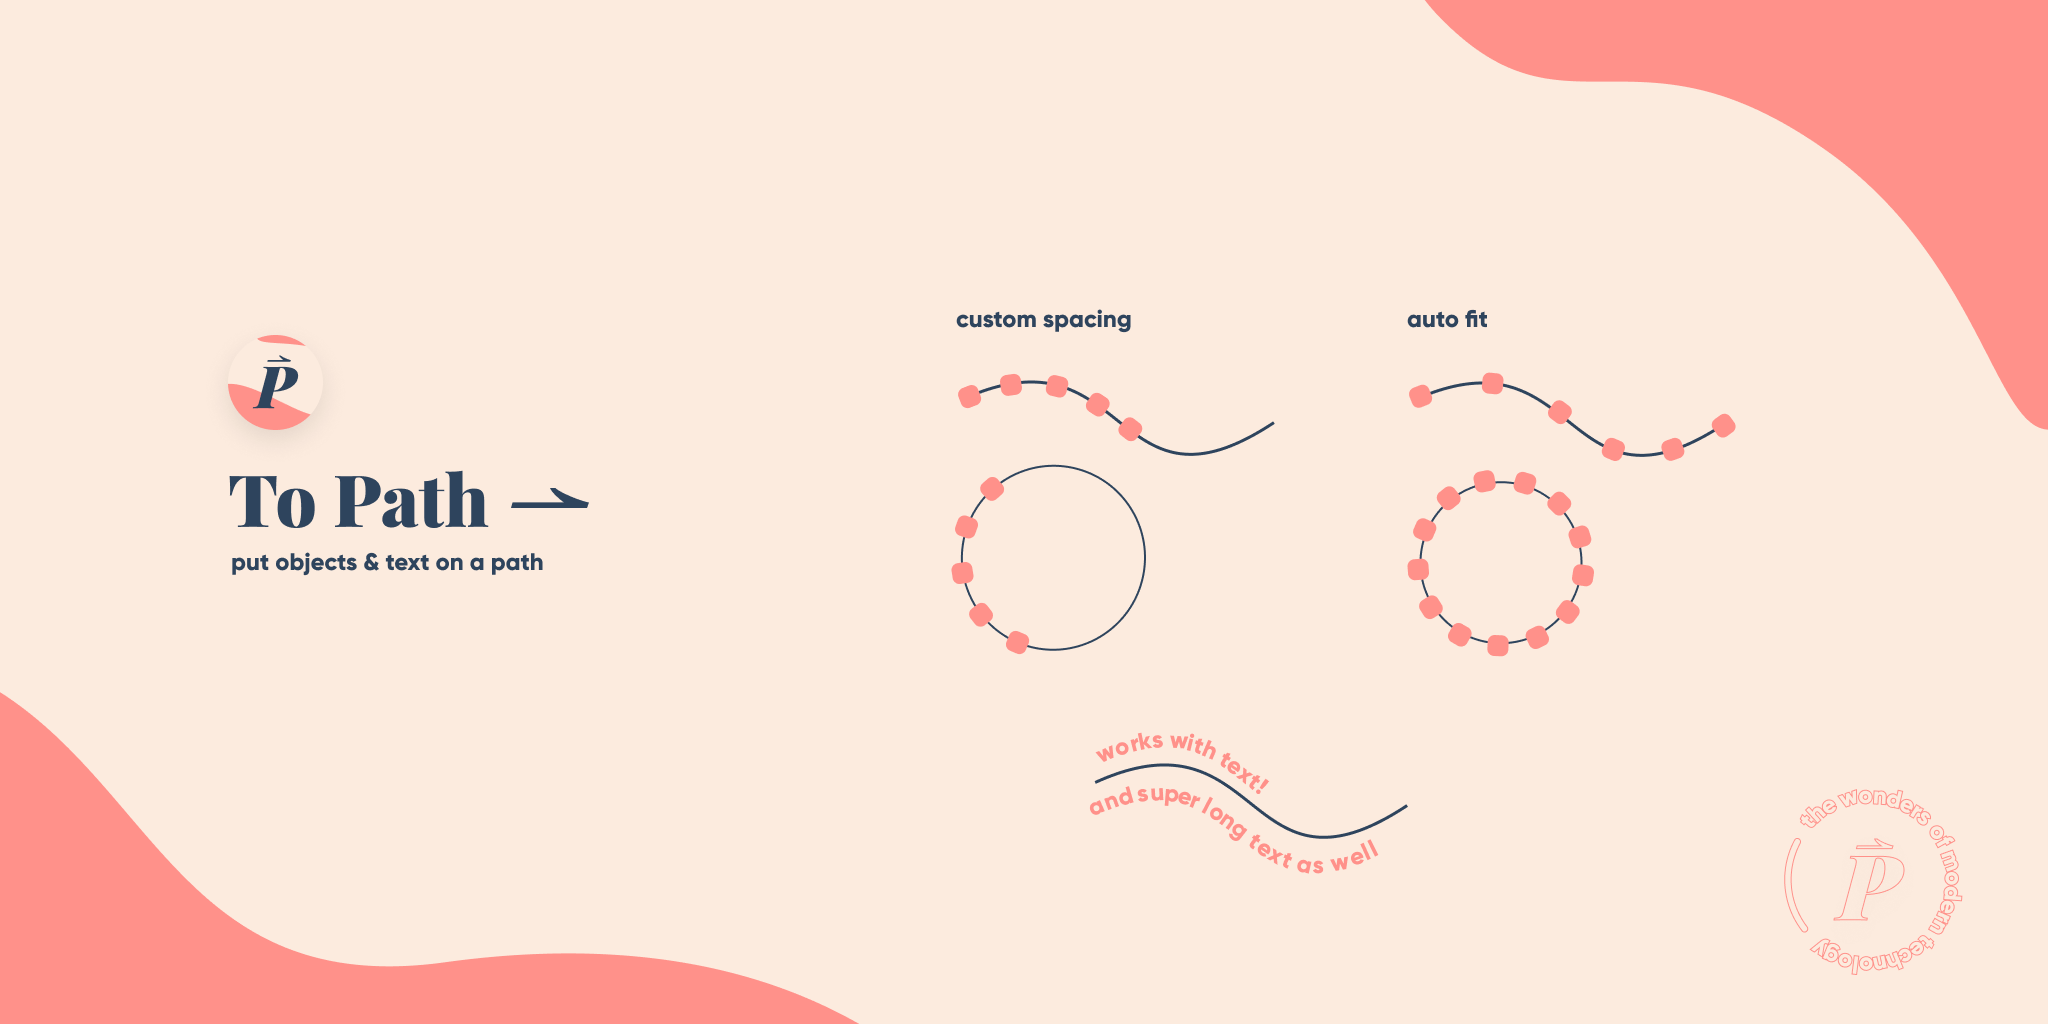 P
To Path
put objects & text on a path
custom spacing
auto fit
works with text!
and super long text as well
the wonders of modern technology
P